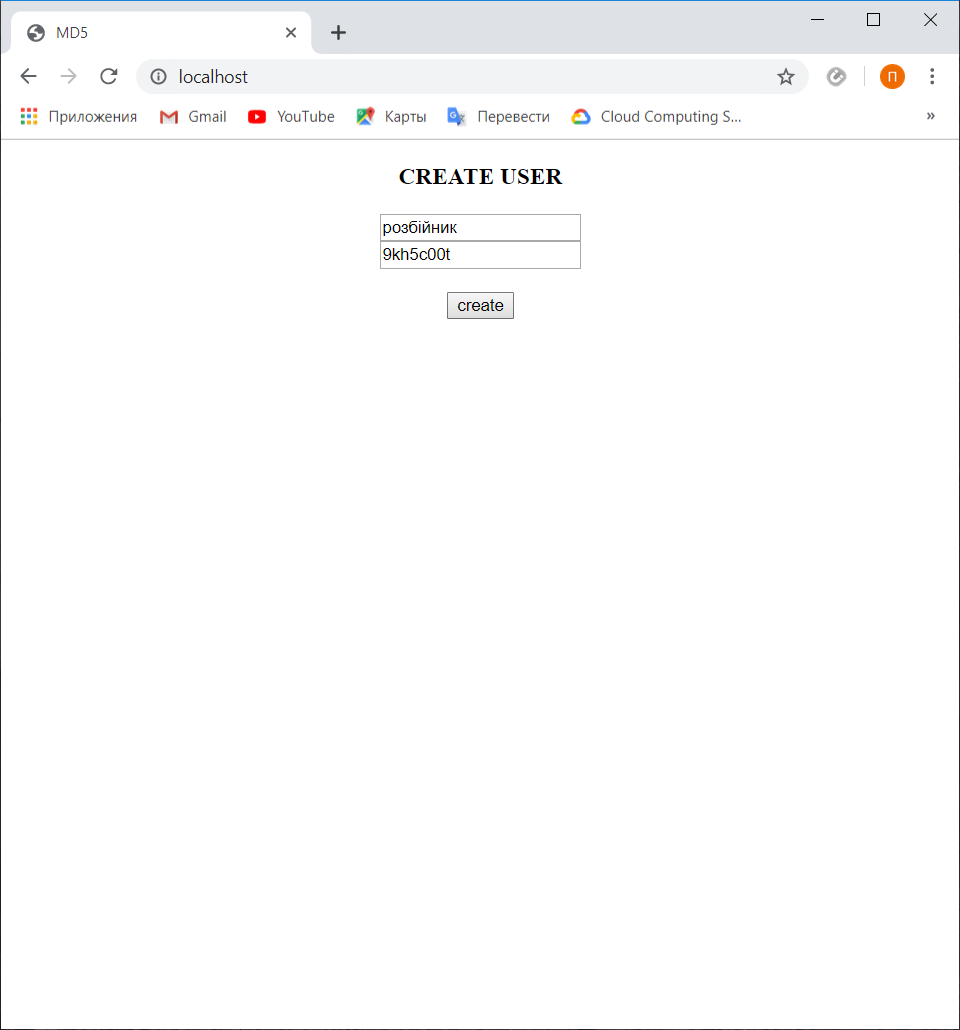 MD5
localhost
П
Приложения Gmail YouTube Карты Перевести Cloud Computing S... »
CREATE USER
розбійник
9kh5c00t
create